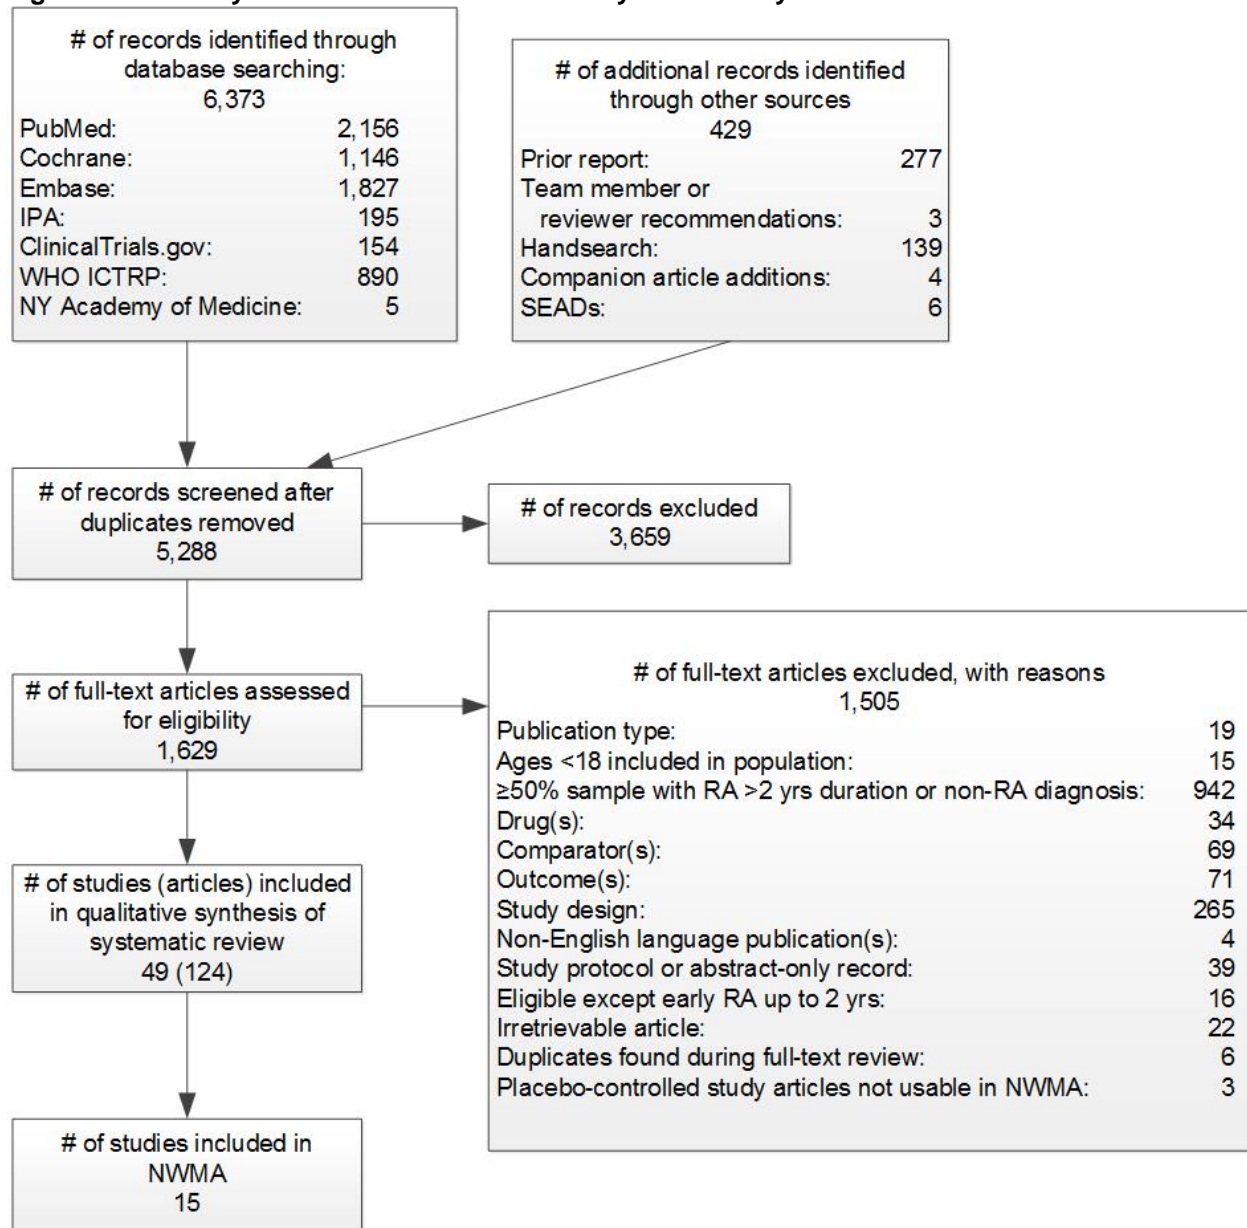 # of records identified through
database searching:
6,373
PubMed: 2,156
Cochrane: 1,146
Embase: 1,827
IPA: 195
ClinicalTrials.gov: 154
WHO ICTRP: 890
NY Academy of Medicine: 5
# of additional records identified
through other sources
429
Prior report: 277
Team member or
reviewer recommendations: 3
Handsearch: 139
Companion article additions: 4
SEADs: 6
# of records screened after
duplicates removed
5,288
# of records excluded
3,659
# of full-text articles assessed
for eligibility
1,629
# of full-text articles excluded, with reasons
1,505
Publication type: 19
Ages <18 included in population: 15
≥50% sample with RA >2 yrs duration or non-RA diagnosis: 942
Drug(s): 34
Comparator(s): 69
Outcome(s): 71
Study design: 265
Non-English language publication(s): 4
Study protocol or abstract-only record: 39
Eligible except early RA up to 2 yrs: 16
Irretrievable article: 22
Duplicates found during full-text review: 6
Placebo-controlled study articles not usable in NWMA: 3
# of studies (articles) included
in qualitative synthesis of
systematic review
49 (124)
# of studies included in
NWMA
15